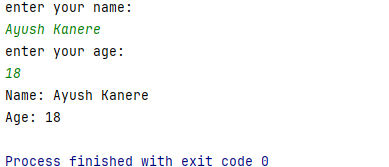 enter your name:
Ayush Kanere
enter your age:
18
Name: Ayush Kanere
Age: 18
Process finished with exit code 0